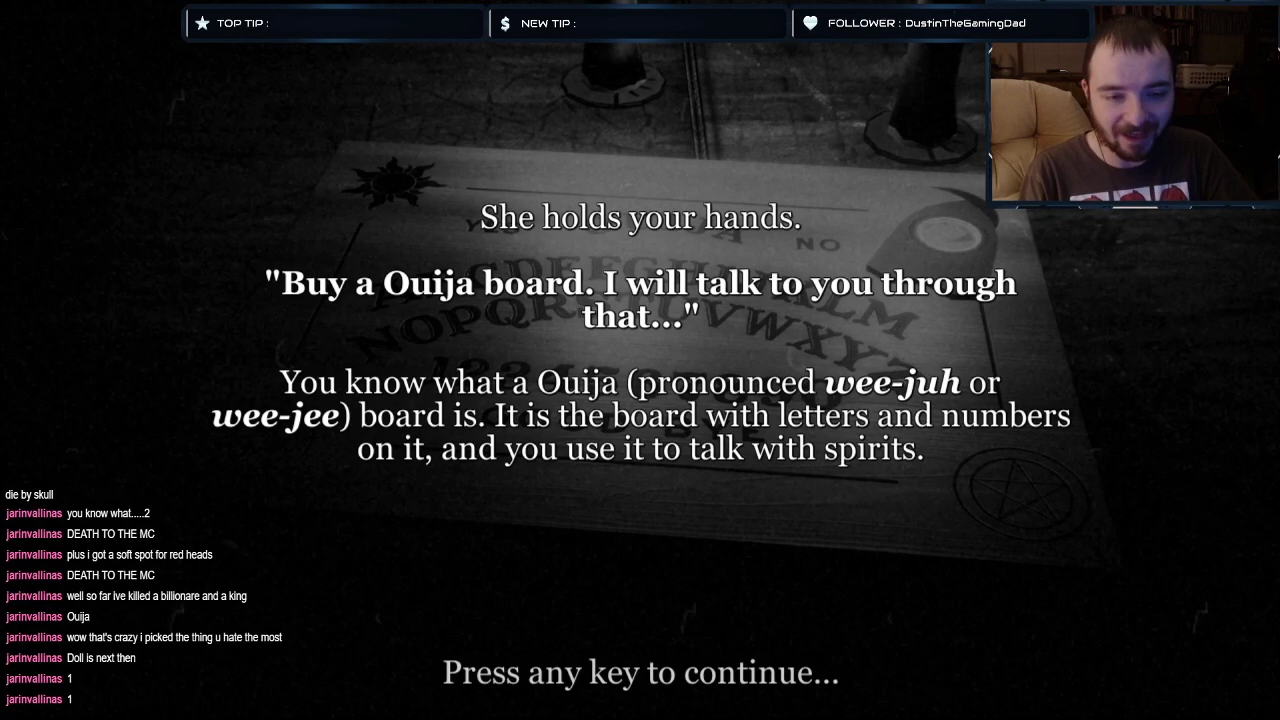 TOP TIP :
NEW TIP :
FOLLOWER : DustinTheGamingDad
She holds your hands.
"Buy a Ouija board. I will talk to you through
that..."
You know what a Ouija (pronounced wee-juh or
wee-jee) board is. It is the board with letters and numbers
on it, and you use it to talk with spirits.
NO
die by skull
jarinvallinas you know what.....2
jarinvallinas DEATH TO THE MC
jarinvallinas plus i got a soft spot for red heads
jarinvallinas DEATH TO THE MC
jarinvallinas well so far ive killed a billionare and a king
jarinvallinas Ouija
jarinvallinas wow that's crazy i picked the thing u hate the most
jarinvallinas Doll is next then
jarinvallinas 1
jarinvallinas 1
Press any key to continue...